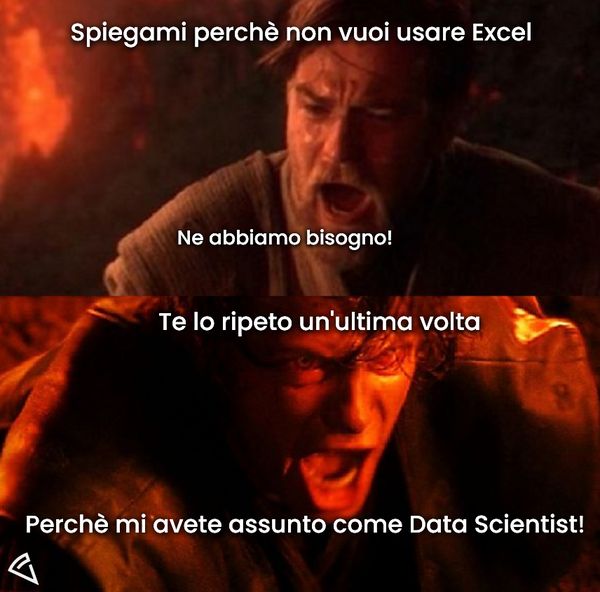 Spiegami perchè non vuoi usare Excel
Ne abbiamo bisogno!
Te lo ripeto un'ultima volta
Perchè mi avete assunto come Data Scientist!